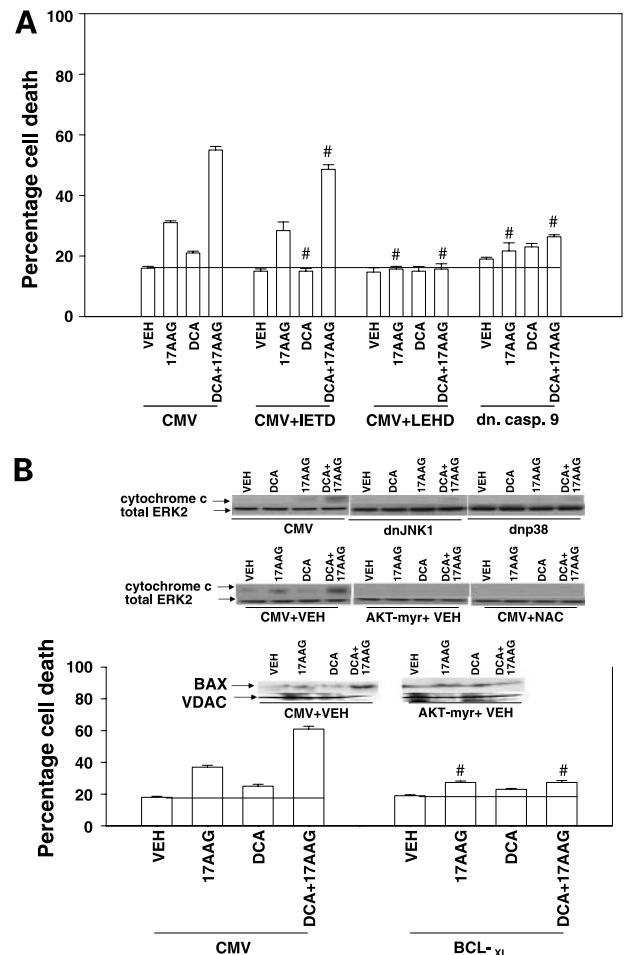 A
Percentage cell death
100
80
60
40
20
0
# # # # # #
VEH 17AAG DCA DCA+17AAG VEH 17AAG DCA DCA+17AAG VEH 17AAG DCA DCA+17AAG VEH 17AAG DCA DCA+17AAG
CMV CMV+IETD CMV+LEHD dn. casp. 9
B
VEH DCA 17AAG DCA+ 17AAG VEH DCA 17AAG DCA+ 17AAG VEH DCA 17AAG DCA+ 17AAG
cytochrome c
total ERK2
CMV dnJNK1 dnp38
VEH 17AAG DCA DCA+ 17AAG VEH 17AAG DCA DCA+ 17AAG VEH 17AAG DCA DCA+ 17AAG
cytochrome c
total ERK2
CMV+VEH AKT-myr+ VEH CMV+NAC
VEH 17AAG DCA DCA+ 17AAG VEH 17AAG DCA DCA+ 17AAG
BAX
VDAC
CMV+VEH AKT-myr+ VEH
Percentage cell death
100
80
60
40
20
0
# #
VEH 17AAG DCA DCA+17AAG VEH 17AAG DCA DCA+17AAG
CMV BCL-XL